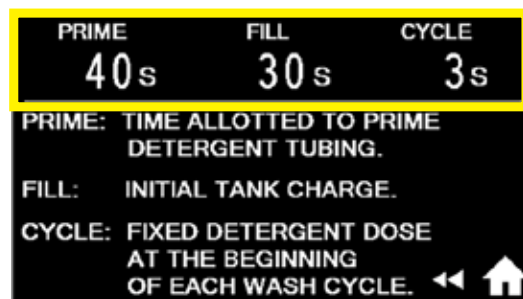 PRIME FILL CYCLE
40s 30s 3s
PRIME: TIME ALLOTTED TO PRIME
DETERGENT TUBING.
FILL: INITIAL TANK CHARGE.
CYCLE: FIXED DETERGENT DOSE
AT THE BEGINNING
OF EACH WASH CYCLE.